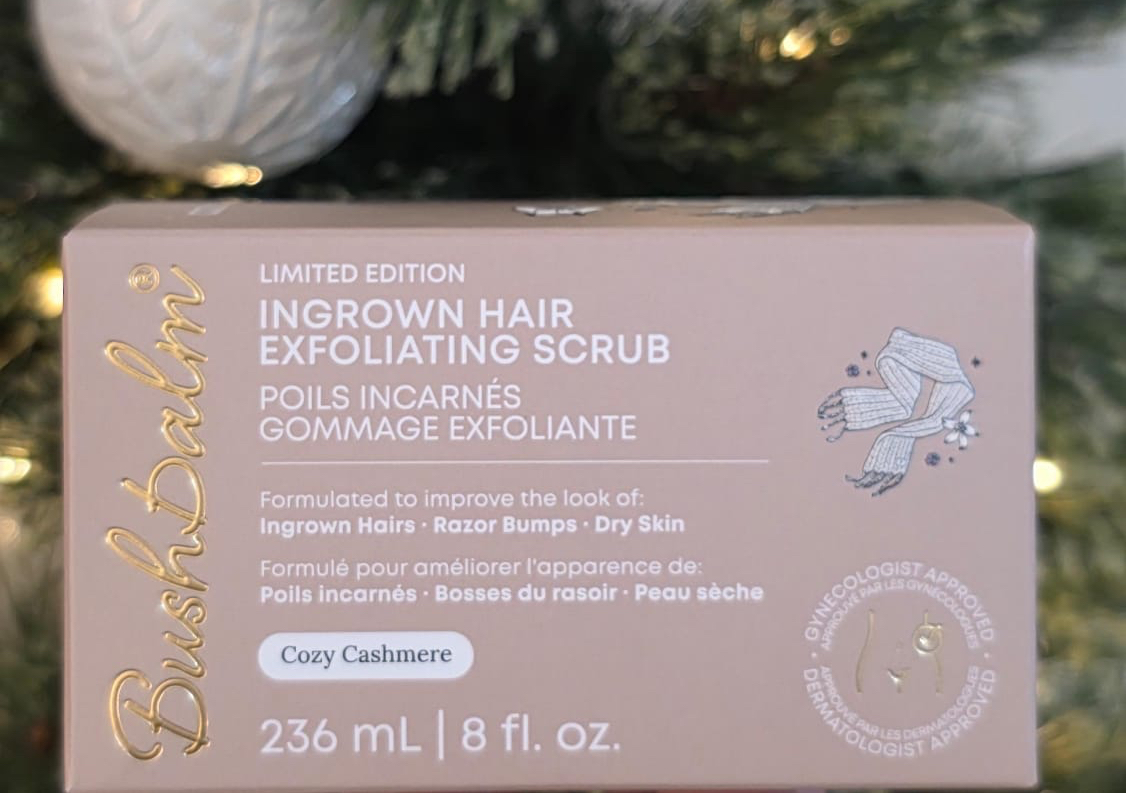 Bushbalm®
LIMITED EDITION
INGROWN HAIR
EXFOLIATING SCRUB
POILS INCARNÉS
GOMMAGE EXFOLIANTE
Formulated to improve the look of:
Ingrown Hairs · Razor Bumps · Dry Skin
Formulé pour améliorer l'apparence de:
Poils incarnés · Bosses du rasoir · Peau sèche
Cozy Cashmere
236 mL | 8 fl. oz.
GYNECOLOGIST APPROVED
APPROUVÉ PAR LES GYNÉCOLOGUES
APPROUVÉ PAR LES DERMATOLOGUES
DERMATOLOGIST APPROVED